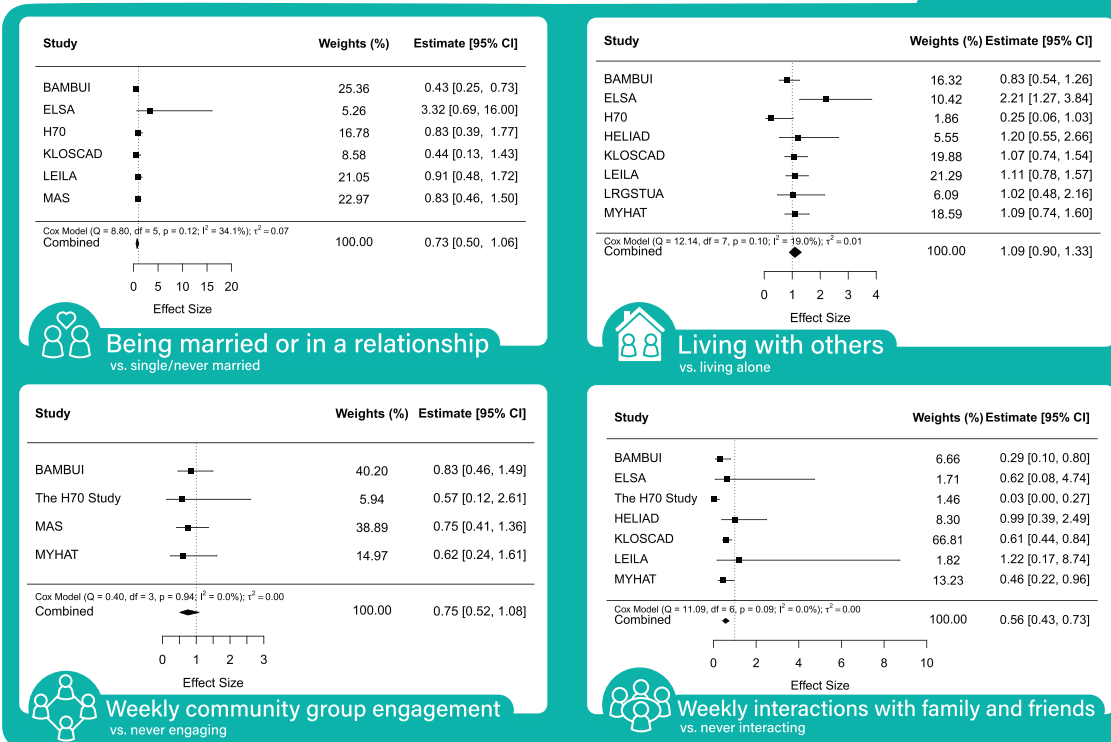 Study Weights (%) Estimate [95% CI]
BAMBUI 25.36 0.43 [0.25, 0.73]
ELSA 5.26 3.32 [0.69, 16.00]
H70 16.78 0.83 [0.39, 1.77]
KLOSCAD 8.58 0.44 [0.13, 1.43]
LEILA 21.05 0.91 [0.48, 1.72]
MAS 22.97 0.83 [0.46, 1.50]
Cox Model (Q = 8.80, df = 5, p = 0.12; I² = 34.1%); τ² = 0.07
Combined 100.00 0.73 [0.50, 1.06]
0 5 10 15 20
Effect Size
Being married or in a relationship
vs. single/never married
Study Weights (%) Estimate [95% CI]
BAMBUI 16.32 0.83 [0.54, 1.26]
ELSA 10.42 2.21 [1.27, 3.84]
H70 1.86 0.25 [0.06, 1.03]
HELIAD 5.55 1.20 [0.55, 2.66]
KLOSCAD 19.88 1.07 [0.74, 1.54]
LEILA 21.29 1.11 [0.78, 1.57]
LRGSTUA 6.09 1.02 [0.48, 2.16]
MYHAT 18.59 1.09 [0.74, 1.60]
Cox Model (Q = 12.14, df = 7, p = 0.10; I² = 19.0%); τ² = 0.01
Combined 100.00 1.09 [0.90, 1.33]
0 1 2 3 4
Effect Size
Living with others
vs. living alone
Study Weights (%) Estimate [95% CI]
BAMBUI 40.20 0.83 [0.46, 1.49]
The H70 Study 5.94 0.57 [0.12, 2.61]
MAS 38.89 0.75 [0.41, 1.36]
MYHAT 14.97 0.62 [0.24, 1.61]
Cox Model (Q = 0.40, df = 3, p = 0.94; I² = 0.0%); τ² = 0.00
Combined 100.00 0.75 [0.52, 1.08]
0 1 2 3
Effect Size
Weekly community group engagement
vs. never engaging
Study Weights (%) Estimate [95% CI]
BAMBUI 6.66 0.29 [0.10, 0.80]
ELSA 1.71 0.62 [0.08, 4.74]
The H70 Study 1.46 0.03 [0.00, 0.27]
HELIAD 8.30 0.99 [0.39, 2.49]
KLOSCAD 66.81 0.61 [0.44, 0.84]
LEILA 1.82 1.22 [0.17, 8.74]
MYHAT 13.23 0.46 [0.22, 0.96]
Cox Model (Q = 11.09, df = 6, p = 0.09; I² = 0.0%); τ² = 0.00
Combined 100.00 0.56 [0.43, 0.73]
0 2 4 6 8 10
Effect Size
Weekly interactions with family and friends
vs. never interacting